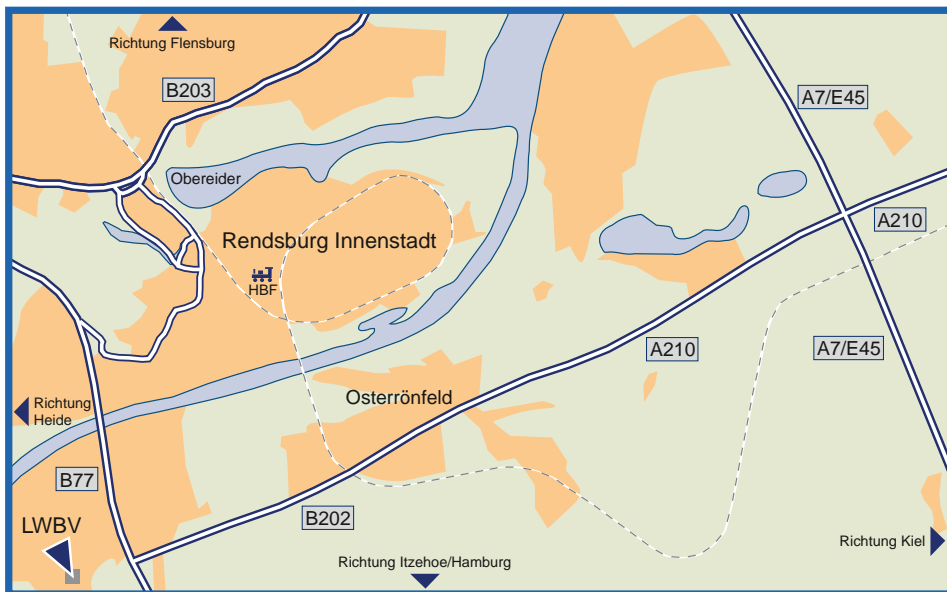 Richtung Flensburg
B203
A7/E45
Obereider
A210
Rendsburg Innenstadt
HBF
A210
A7/E45
Osterrönfeld
Richtung
Heide
B77
B202
LWBV
Richtung Kiel
Richtung Itzehoe/Hamburg